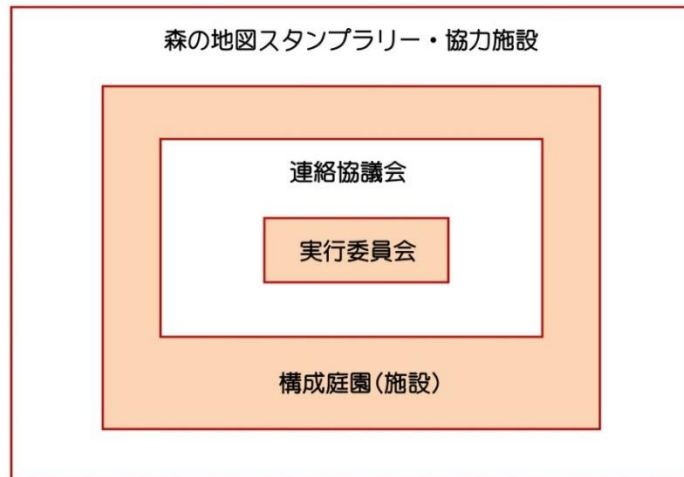 森の地図スタンプラリー・協力施設
連絡協議会
実行委員会
構成庭園(施設)